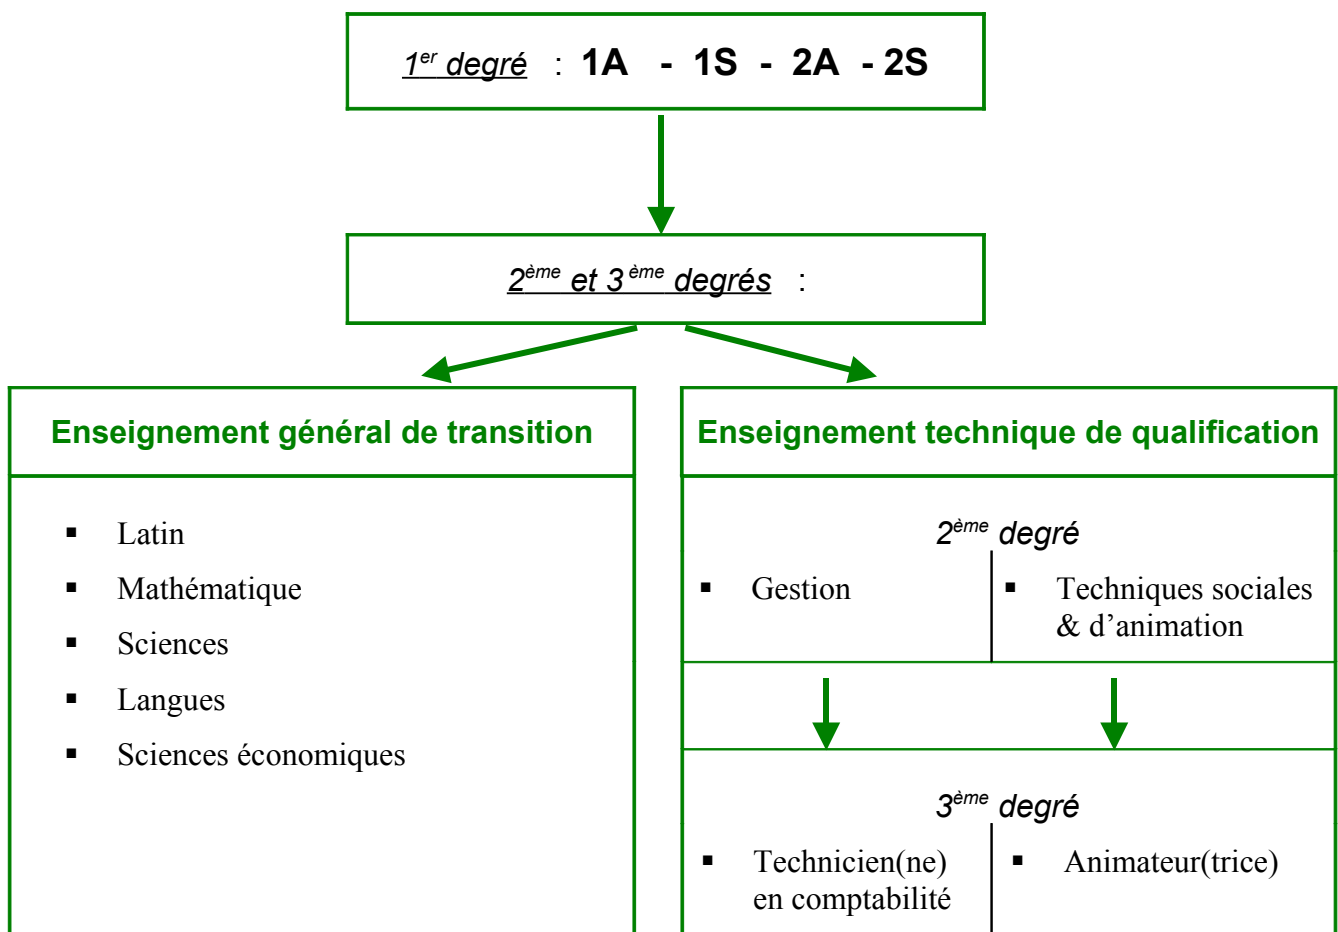 1er degré : 1A - 1S - 2A - 2S
2ème et 3ème degrés :
Enseignement général de transition
▪ Latin
▪ Mathématique
▪ Sciences
▪ Langues
▪ Sciences économiques
Enseignement technique de qualification
2ème degré
▪ Gestion
▪ Techniques sociales
& d’animation
3ème degré
▪ Technicien(ne)
en comptabilité
▪ Animateur(trice)